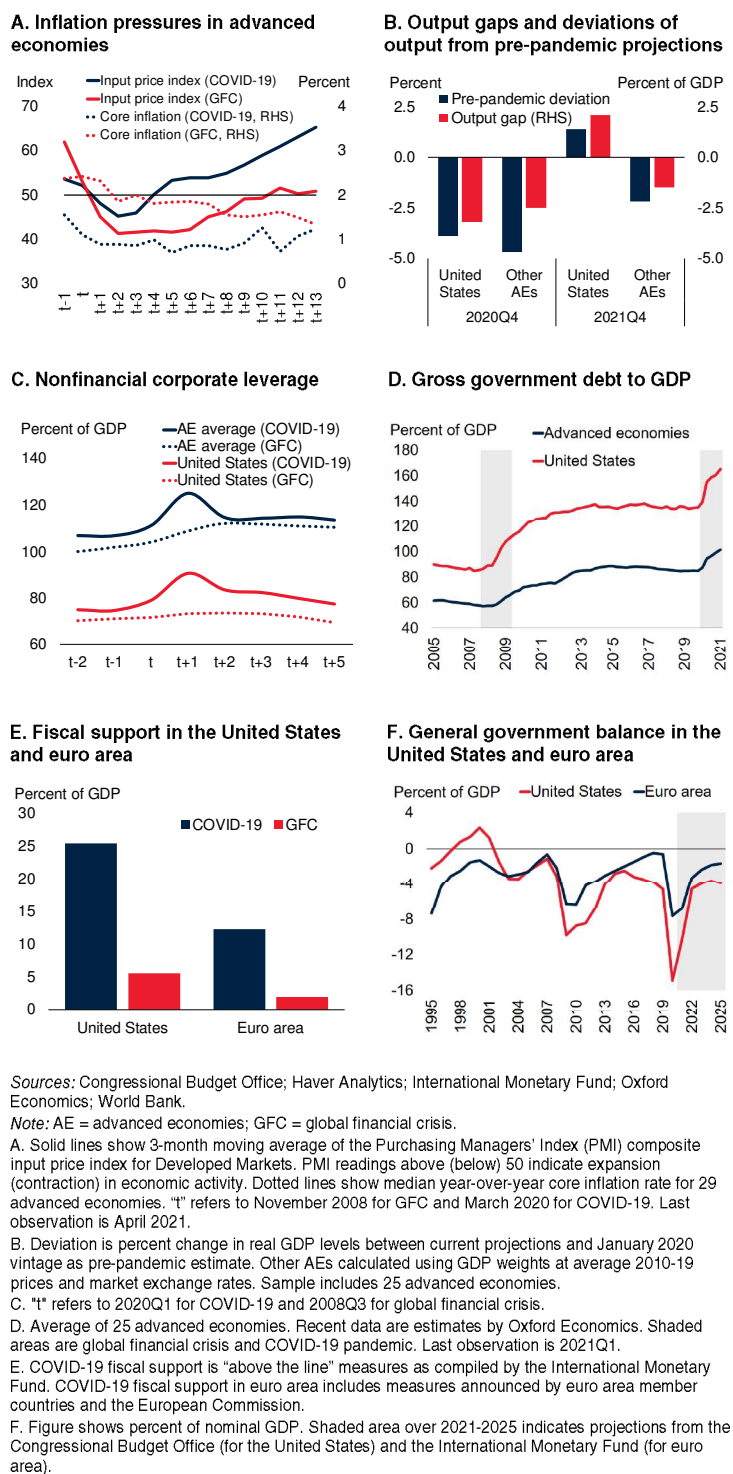 A. Inflation pressures in advanced
economies
Index
Percent
Input price index (COVID-19)
Input price index (GFC)
Core inflation (COVID-19, RHS)
Core inflation (GFC, RHS)
70
60
50
40
30
4
3
2
1
0
t-1
t
t+1
t+2
t+3
t+4
t+5
t+6
t+7
t+8
t+9
t+10
t+11
t+12
t+13
B. Output gaps and deviations of
output from pre-pandemic projections
Percent
Percent of GDP
Pre-pandemic deviation
Output gap (RHS)
2.5
0.0
-2.5
-5.0
2.5
0.0
-2.5
-5.0
United
States
Other
AEs
United
States
Other
AEs
2020Q4
2021Q4
C. Nonfinancial corporate leverage
Percent of GDP
AE average (COVID-19)
AE average (GFC)
United States (COVID-19)
United States (GFC)
140
120
100
80
60
t-2
t-1
t
t+1
t+2
t+3
t+4
t+5
D. Gross government debt to GDP
Percent of GDP
Advanced economies
United States
180
160
140
120
100
80
60
40
2005
2007
2009
2011
2013
2015
2017
2019
2021
E. Fiscal support in the United States
and euro area
Percent of GDP
COVID-19
GFC
30
25
20
15
10
5
0
United States
Euro area
F. General government balance in the
United States and euro area
Percent of GDP
United States
Euro area
4
0
-4
-8
-12
-16
1995
1998
2001
2004
2007
2010
2013
2016
2019
2022
2025
Sources: Congressional Budget Office; Haver Analytics; International Monetary Fund; Oxford
Economics; World Bank.
Note: AE = advanced economies; GFC = global financial crisis.
A. Solid lines show 3-month moving average of the Purchasing Managers' Index (PMI) composite
input price index for Developed Markets. PMI readings above (below) 50 indicate expansion
(contraction) in economic activity. Dotted lines show median year-over-year core inflation rate for 29
advanced economies. “t” refers to November 2008 for GFC and March 2020 for COVID-19. Last
observation is April 2021.
B. Deviation is percent change in real GDP levels between current projections and January 2020
vintage as pre-pandemic estimate. Other AEs calculated using GDP weights at average 2010-19
prices and market exchange rates. Sample includes 25 advanced economies.
C. "t" refers to 2020Q1 for COVID-19 and 2008Q3 for global financial crisis.
D. Average of 25 advanced economies. Recent data are estimates by Oxford Economics. Shaded
areas are global financial crisis and COVID-19 pandemic. Last observation is 2021Q1.
E. COVID-19 fiscal support is “above the line” measures as compiled by the International Monetary
Fund. COVID-19 fiscal support in euro area includes measures announced by euro area member
countries and the European Commission.
F. Figure shows percent of nominal GDP. Shaded area over 2021-2025 indicates projections from the
Congressional Budget Office (for the United States) and the International Monetary Fund (for euro
area).